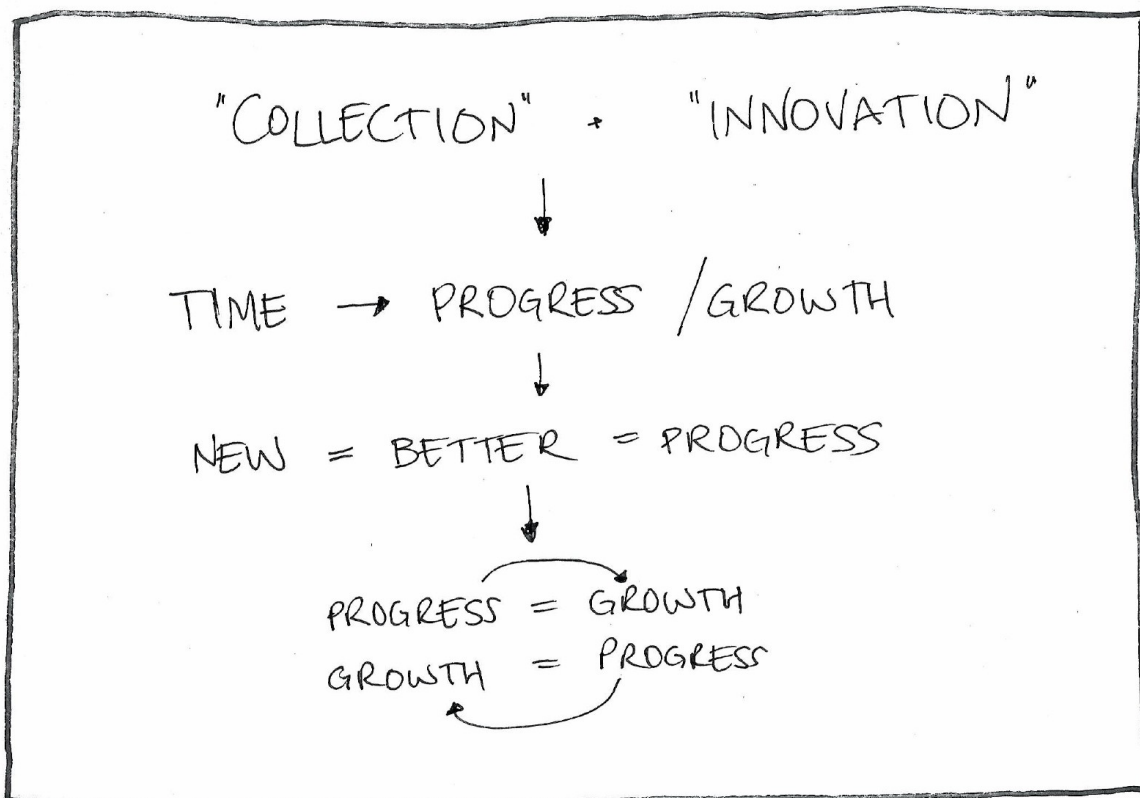 "COLLECTION" + "INNOVATION"
TIME → PROGRESS / GROWTH
NEW = BETTER = PROGRESS
PROGRESS = GROWTH
GROWTH = PROGRESS